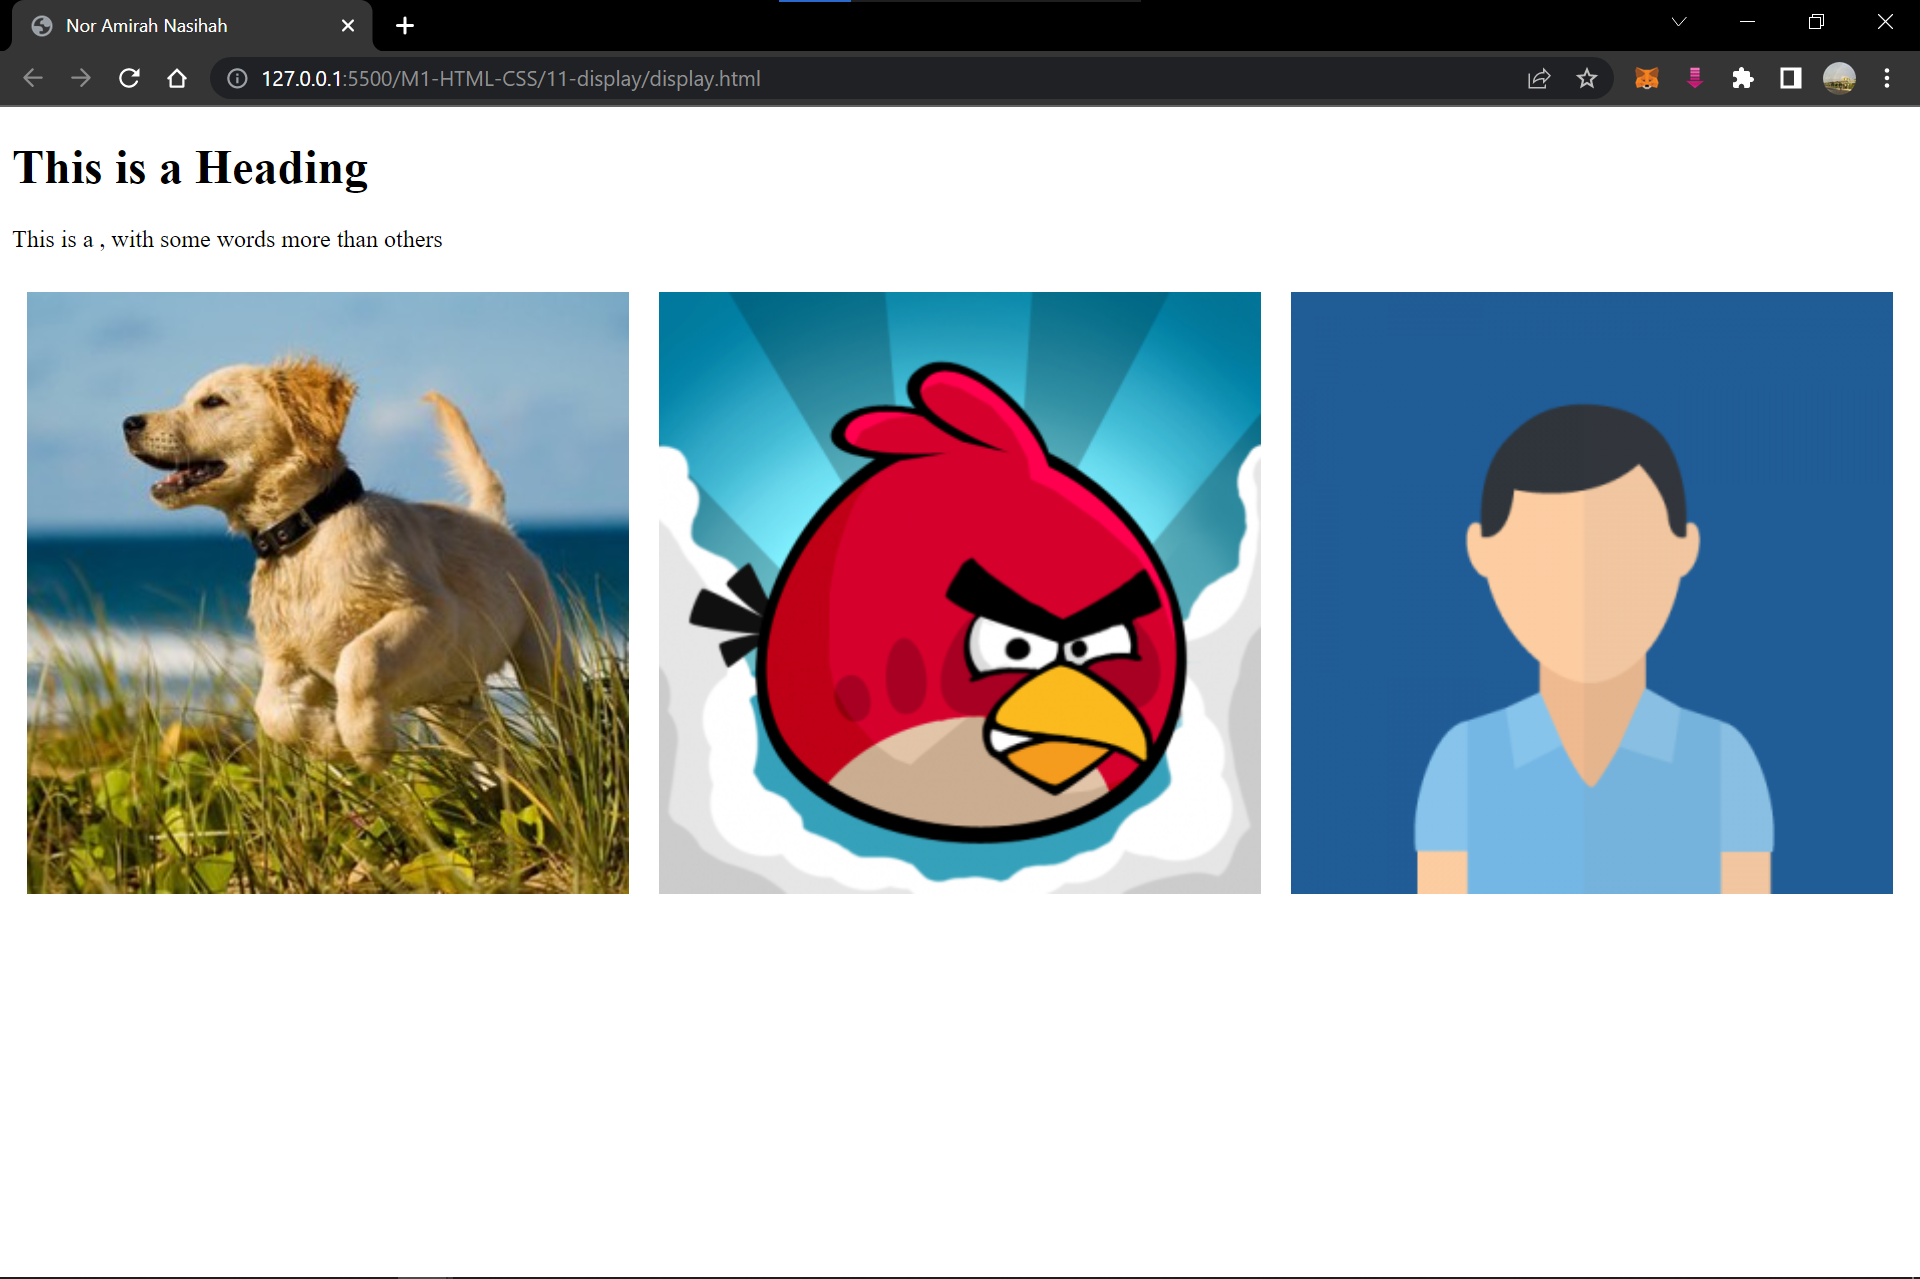 Nor Amirah Nasihah
127.0.0.1:5500/M1-HTML-CSS/11-display/display.html
This is a Heading
This is a , with some words more than others